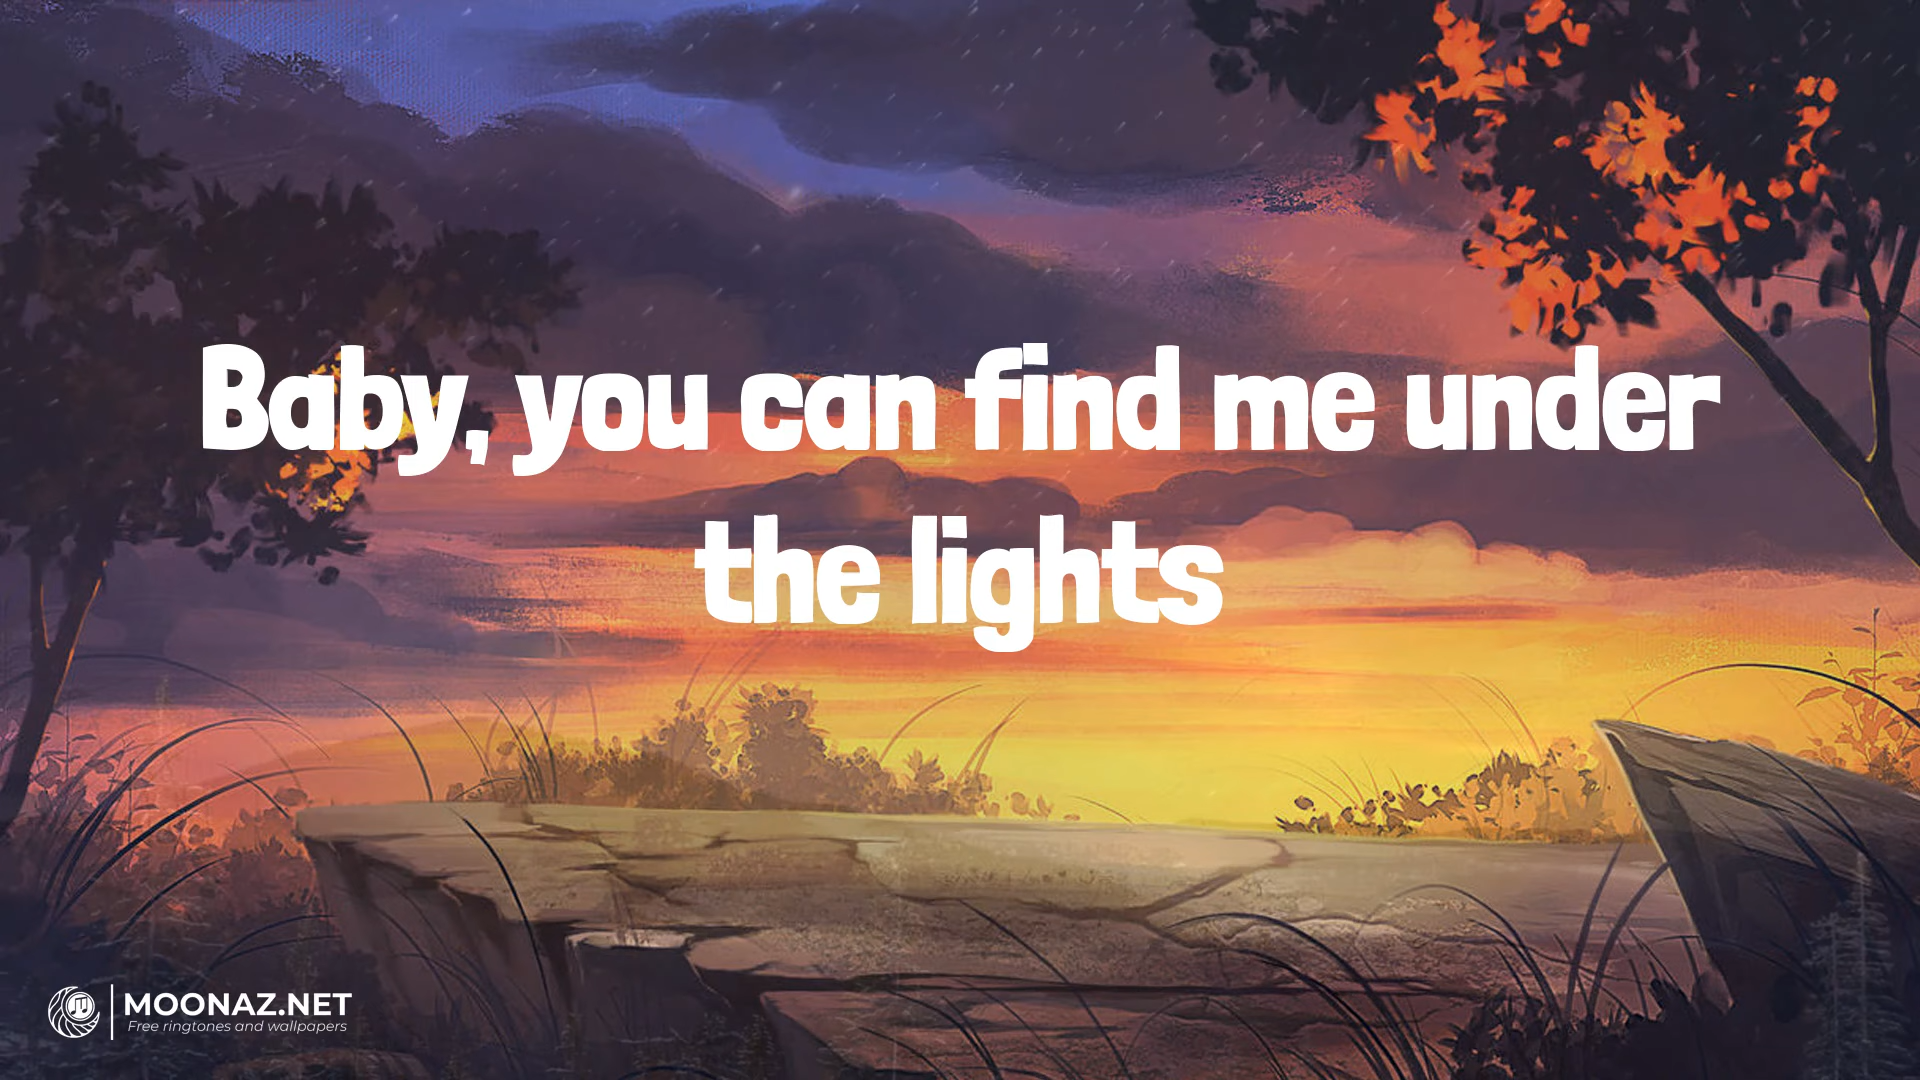 Baby, you can find me under
the lights
MOONAZ.NET
Free ringtones and wallpapers